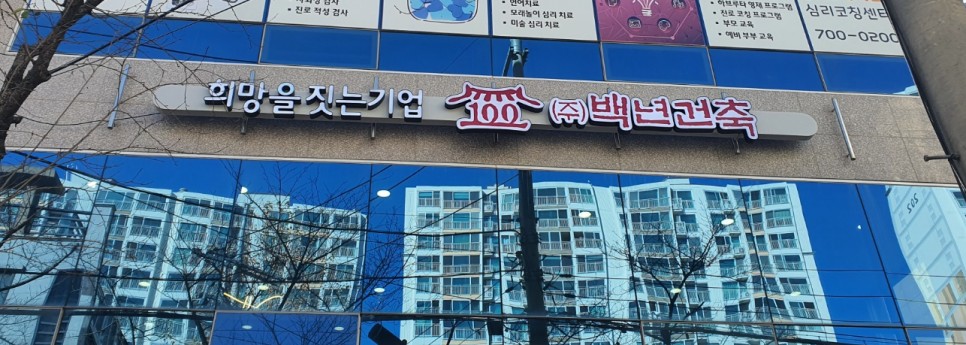 • 진로 적성 검사
언어치료
• 모래놀이 심리 치료
• 미술 심리 치료
• 하브루타 영재 프로그램
• 진로 코칭 프로그램
• 부모 교육
• 예비 부부 교육
심리코칭센터
700-0200
희망을 짓는 기업 100 ㈜백년건축